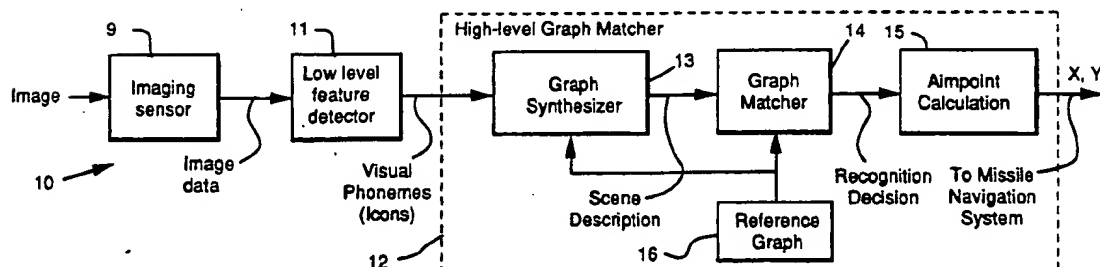 9
11
High-level Graph Matcher
14
15
13
X, Y
Image
Imaging
sensor
Low level
feature
detector
Graph
Synthesizer
Graph
Matcher
Aimpoint
Calculation
10
Image
data
Visual
Phonemes
(Icons)
Scene
Description
Recognition
Decision
To Missile
Navigation
System
12
16
Reference
Graph